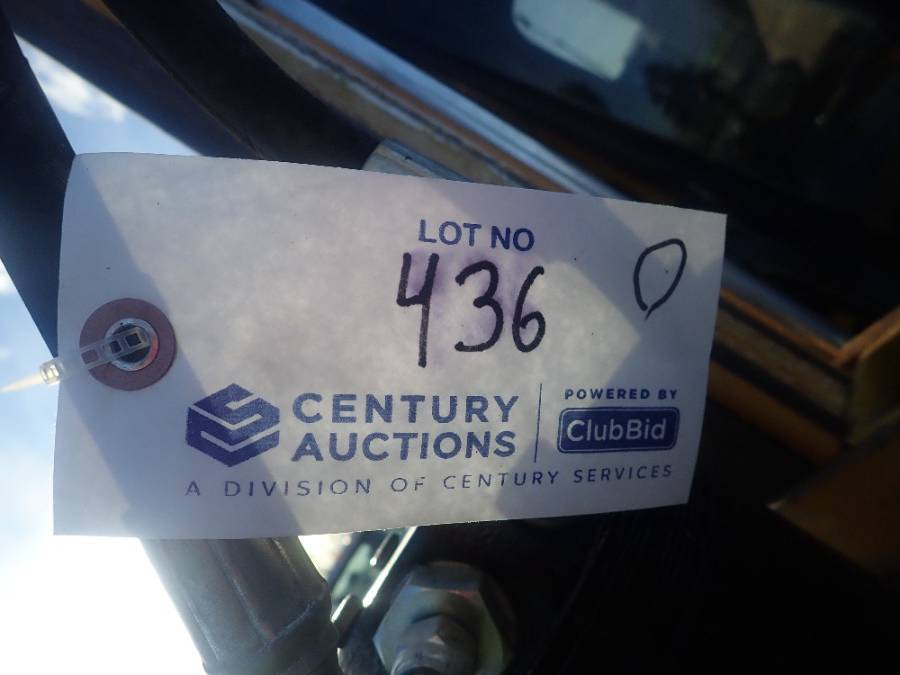 LOT NO
436
CENTURY
AUCTIONS
POWERED BY
ClubBid
A DIVISION OF CENTURY SERVICES